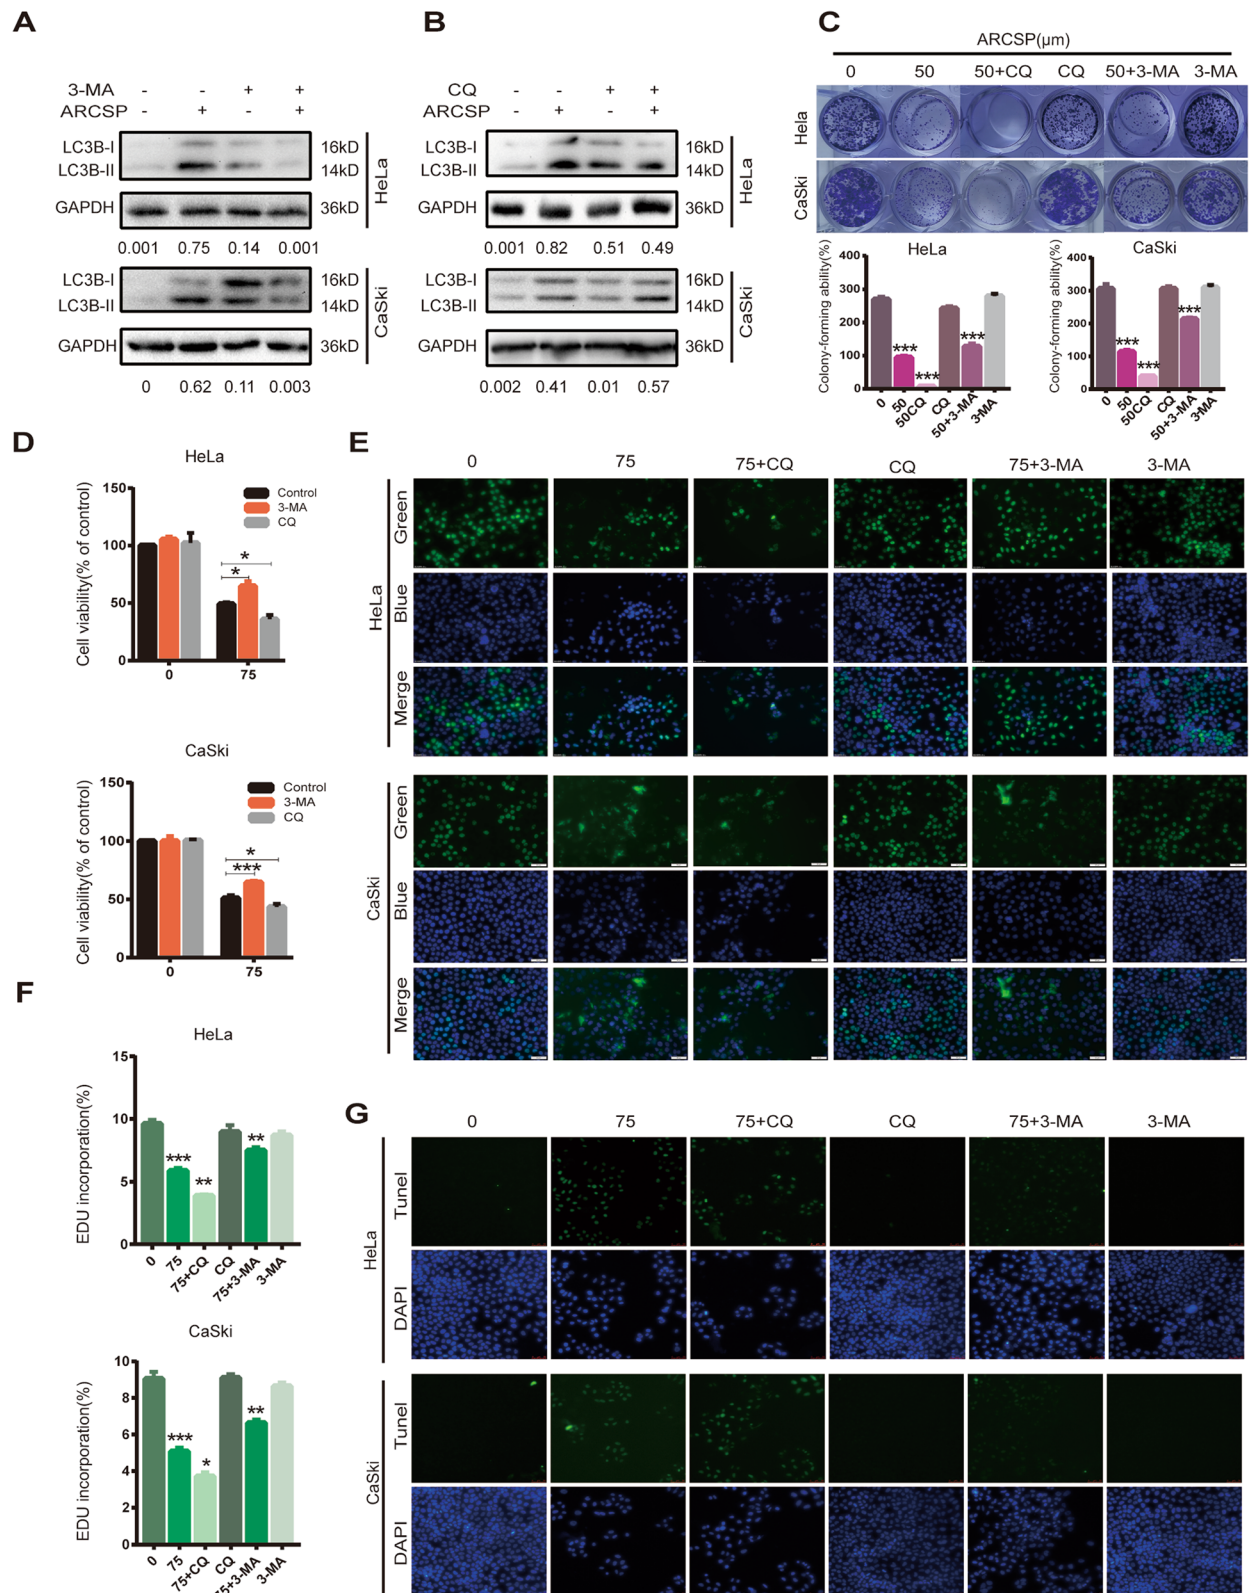 A
3-MA - - + +
ARCSP - + - +
LC3B-I 16kD
LC3B-II 14kD
GAPDH 36kD
HeLa
0.001 0.75 0.14 0.001
LC3B-I 16kD
LC3B-II 14kD
GAPDH 36kD
CaSki
0 0.62 0.11 0.003
B
CQ - - + +
ARCSP - + - +
LC3B-I 16kD
LC3B-II 14kD
GAPDH 36kD
HeLa
0.001 0.82 0.51 0.49
LC3B-I 16kD
LC3B-II 14kD
GAPDH 36kD
CaSki
0.002 0.41 0.01 0.57
C
ARCSP(μm)
0 50 50+CQ CQ 50+3-MA 3-MA
Hela
CaSki
HeLa
Colony-forming ability(%)
400
300
200
100
0
*** *** ***
0 50 50CQ CQ 50+3-MA 3-MA
CaSki
Colony-forming ability(%)
400
300
200
100
0
*** *** ***
0 50 50CQ CQ 50+3-MA 3-MA
D
HeLa
Cell viability(% of control)
150
100
50
0
Control
3-MA
CQ
*
*
0 75
CaSki
Cell viability(% of control)
150
100
50
0
Control
3-MA
CQ
*
***
0 75
E
0 75 75+CQ CQ 75+3-MA 3-MA
HeLa
Green
Blue
Merge
CaSki
Green
Blue
Merge
F
HeLa
EDU incorporation(%)
15
10
5
0
*** ** **
0 75 75+CQ CQ 75+3-MA 3-MA
CaSki
EDU incorporation(%)
10
8
6
4
2
0
*** * **
0 75 75+CQ CQ 75+3-MA 3-MA
G
0 75 75+CQ CQ 75+3-MA 3-MA
HeLa
Tunel
DAPI
CaSki
Tunel
DAPI